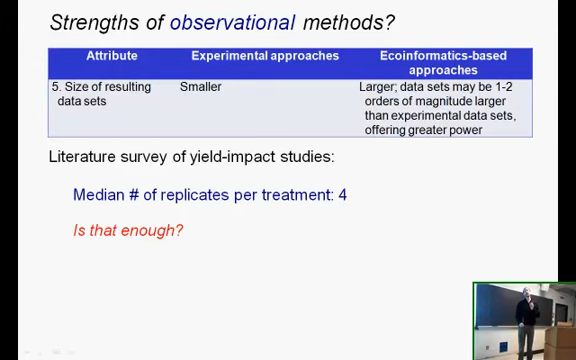 Strengths of observational methods?
Attribute Experimental approaches Ecoinformatics-based
approaches
5. Size of resulting Smaller Larger; data sets may be 1-2
data sets orders of magnitude larger
than experimental data sets,
offering greater power
Literature survey of yield-impact studies:
Median # of replicates per treatment: 4
Is that enough?